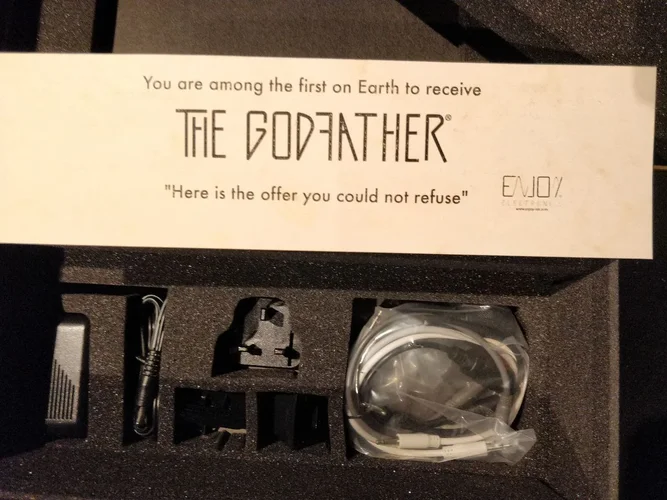 You are among the first on Earth to receive
THE GODFATHER®
"Here is the offer you could not refuse"
ENJO